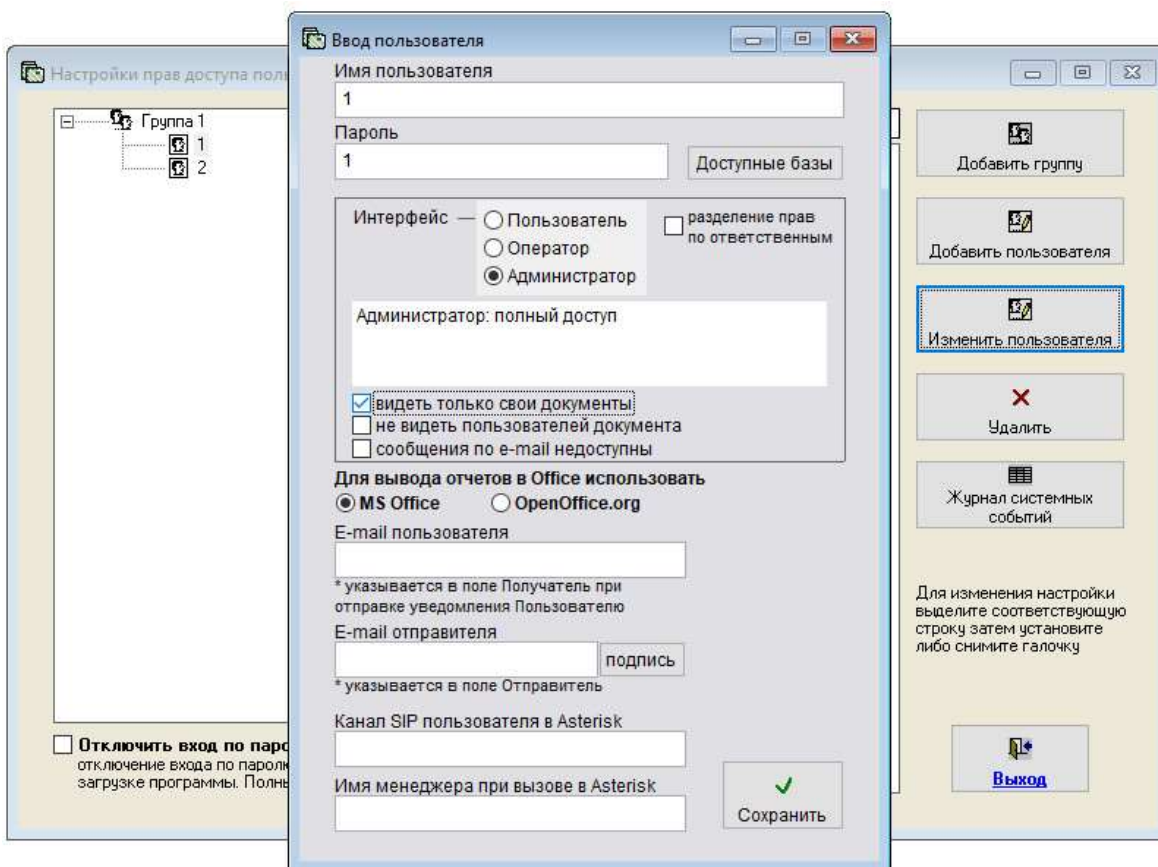 Ввод пользователя
Настройки прав доступа
Имя пользователя
1
Группа 1
1
2
Пароль
1
Доступные базы
Добавить группу
Интерфейс
Пользователь
Оператор
Администратор
разделение прав
по ответственным
Добавить пользователя
Администратор: полный доступ
Изменить пользователя
видеть только свои документы
не видеть пользователей документа
сообщения по e-mail недоступны
Удалить
Для вывода отчетов в Office использовать
MS Office
OpenOffice.org
Журнал системных
событий
E-mail пользователя
* указывается в поле Получатель при
отправке уведомления Пользователю
Для изменения настройки
выделите соответствующую
строку затем установите
либо снимите галочку
E-mail отправителя
подпись
* указывается в поле Отправитель
Канал SIP пользователя в Asterisk
Отключить вход по
отключение входа по
загрузке программы.
Имя менеджера при вызове в Asterisk
Сохранить
Выход